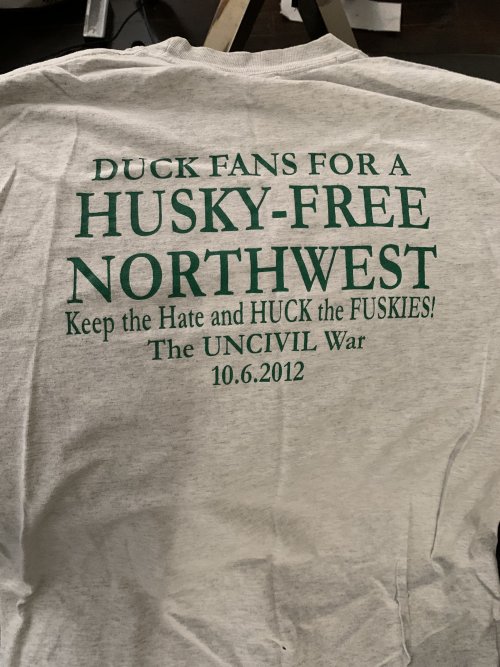 DUCK FANS FOR A
HUSKY-FREE
NORTHWEST
Keep the Hate and HUCK the FUSKIES!
The UNCIVIL War
10.6.2012